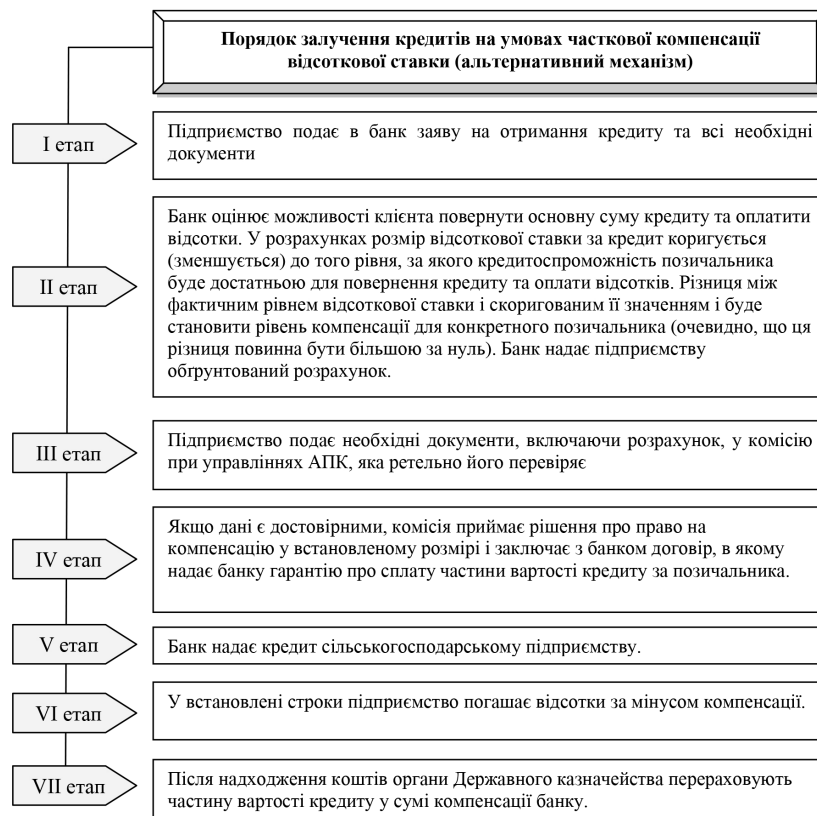 Порядок залучення кредитів на умовах часткової компенсації
відсоткової ставки (альтернативний механізм)
І етап
Підприємство подає в банк заяву на отримання кредиту та всі необхідні
документи
ІІ етап
Банк оцінює можливості клієнта повернути основну суму кредиту та оплатити
відсотки. У розрахунках розмір відсоткової ставки за кредит коригується
(зменшується) до того рівня, за якого кредитоспроможність позичальника
буде достатньою для повернення кредиту та оплати відсотків. Різниця між
фактичним рівнем відсоткової ставки і скоригованим її значенням і буде
становити рівень компенсації для конкретного позичальника (очевидно, що ця
різниця повинна бути більшою за нуль). Банк надає підприємству
обґрунтований розрахунок.
ІІІ етап
Підприємство подає необхідні документи, включаючи розрахунок, у комісію
при управліннях АПК, яка ретельно його перевіряє
IV етап
Якщо дані є достовірними, комісія приймає рішення про право на
компенсацію у встановленому розмірі і заключає з банком договір, в якому
надає банку гарантію про сплату частини вартості кредиту за позичальника.
V етап
Банк надає кредит сільськогосподарському підприємству.
VI етап
У встановлені строки підприємство погашає відсотки за мінусом компенсації.
VII етап
Після надходження коштів органи Державного казначейства перераховують
частину вартості кредиту у сумі компенсації банку.